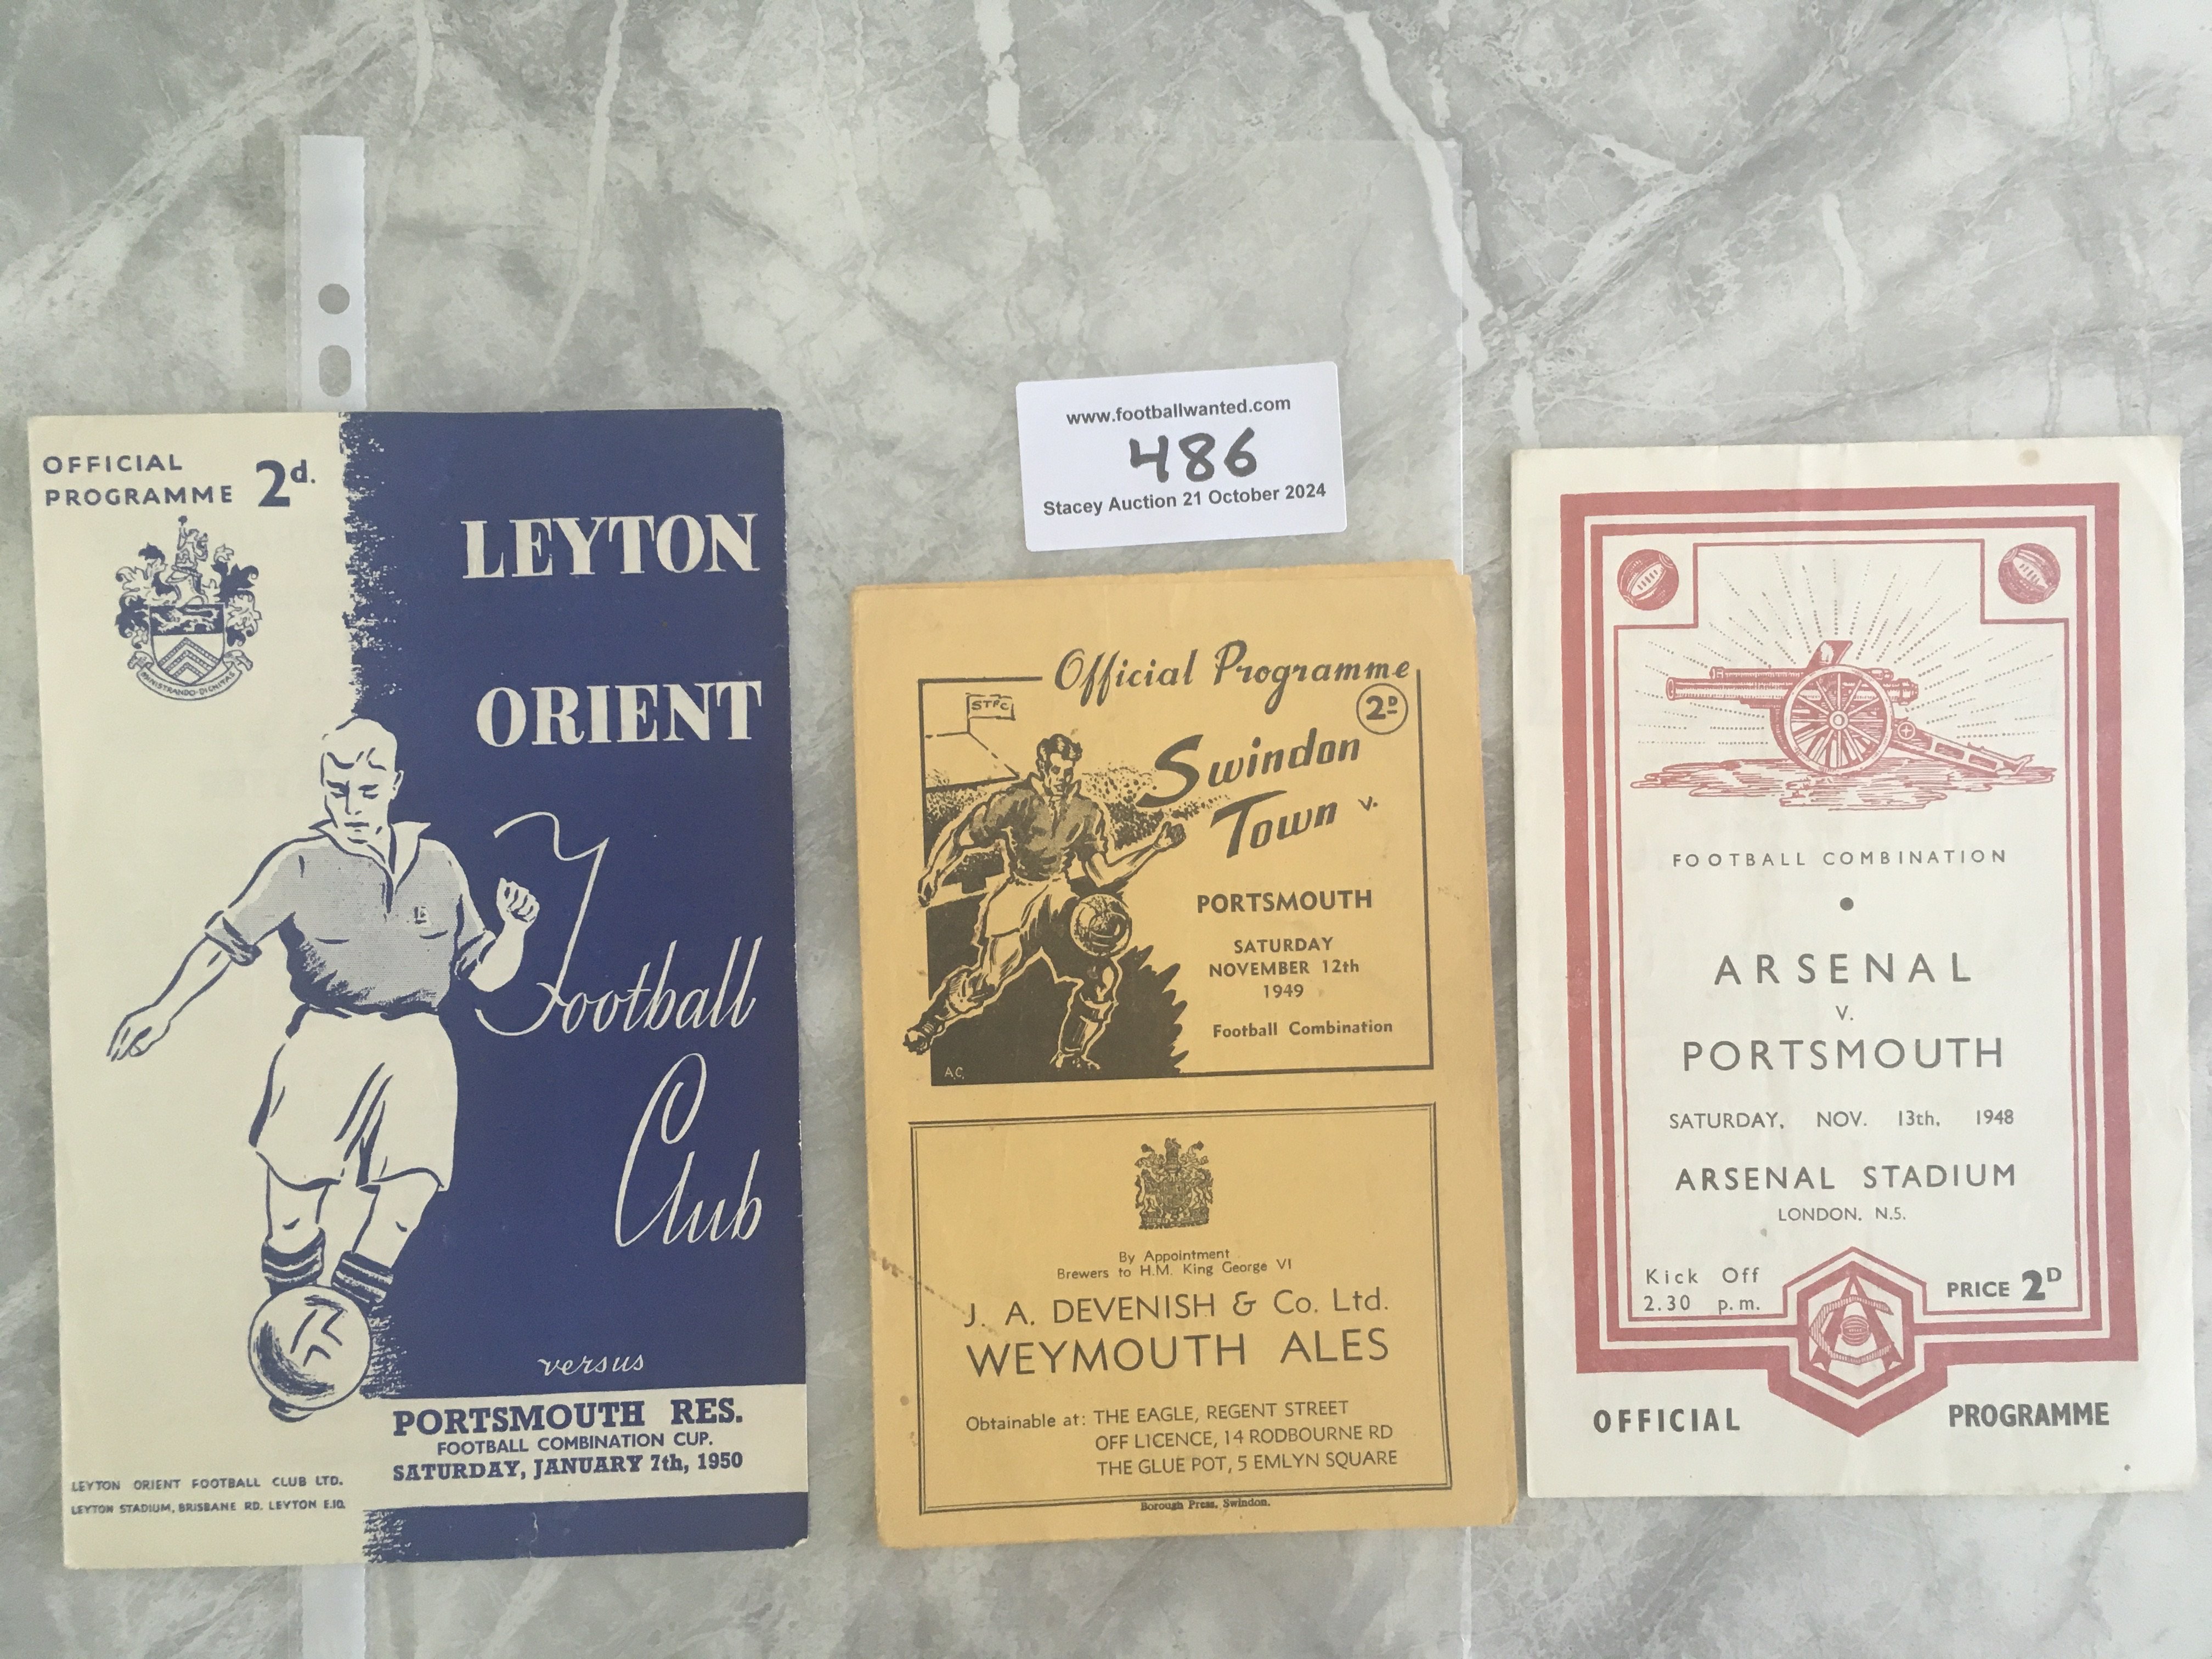 OFFICIAL
PROGRAMME 2d.
MINISTRANDO DIGNITAS
LEYTON
ORIENT
Football
Club
versus
PORTSMOUTH RES.
FOOTBALL COMBINATION CUP.
SATURDAY, JANUARY 7th, 1950
LEYTON ORIENT FOOTBALL CLUB LTD.
LEYTON STADIUM, BRISBANE RD. LEYTON E.10.
www.footballwanted.com
486
Stacey Auction 21 October 2024
Official Programme
2D
STFC
Swindon
Town v.
PORTSMOUTH
SATURDAY
NOVEMBER 12th
1949
Football Combination
A.C.
By Appointment
Brewers to H.M. King George VI
J. A. DEVENISH & Co. Ltd.
WEYMOUTH ALES
Obtainable at: THE EAGLE, REGENT STREET
OFF LICENCE, 14 RODBOURNE RD
THE GLUE POT, 5 EMLYN SQUARE
Borough Press, Swindon.
FOOTBALL COMBINATION
ARSENAL
V.
PORTSMOUTH
SATURDAY, NOV. 13th, 1948
ARSENAL STADIUM
LONDON, N.5.
Kick Off
2.30 p.m.
PRICE 2D
OFFICIAL PROGRAMME